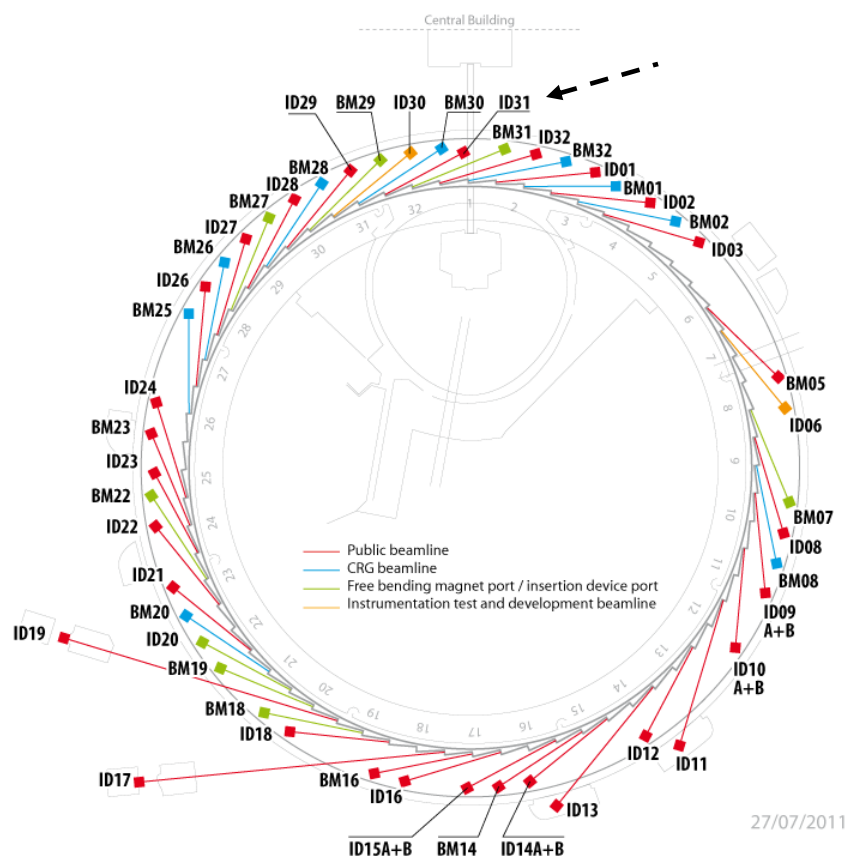 Central Building
ID29
BM29
ID30
BM30
ID31
BM31
ID32
BM32
ID01
BM01
ID02
BM02
ID03
BM28
ID28
BM27
ID27
BM26
ID26
BM25
ID24
BM23
ID23
BM22
ID22
ID21
BM20
ID20
BM19
ID19
BM18
ID18
ID17
BM16
ID16
ID15A+B
BM14
ID14A+B
ID13
ID12
ID11
ID10
A+B
ID09
A+B
BM08
ID08
BM07
ID06
BM05
1
2
3
4
5
6
7
8
9
10
11
12
13
14
15
16
17
18
19
20
21
22
23
24
25
26
27
28
29
30
31
32
Public beamline
CRG beamline
Free bending magnet port / insertion device port
Instrumentation test and development beamline
27/07/2011